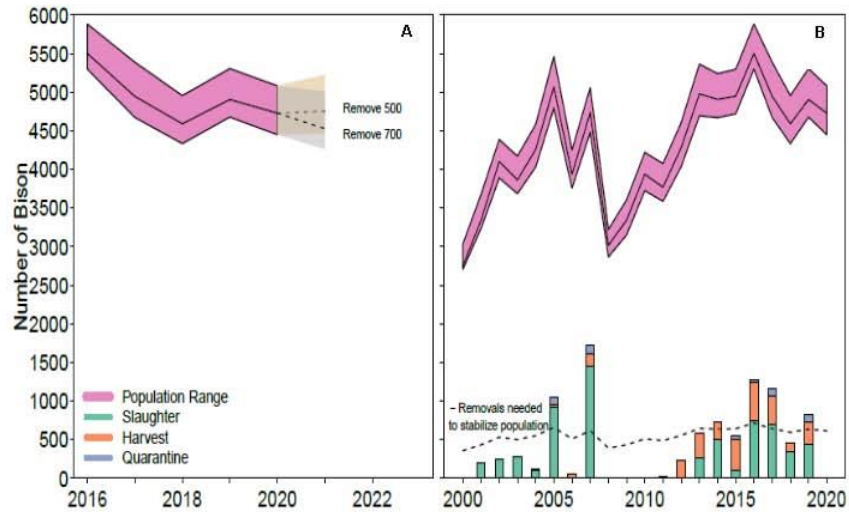 6000
5500
5000
4500
4000
3500
3000
2500
2000
1500
1000
500
0
Number of Bison
A
Remove 500
Remove 700
Population Range
Slaughter
Harvest
Quarantine
2016
2018
2020
2022
B
- Removals needed
to stabilize population
2000
2005
2010
2015
2020